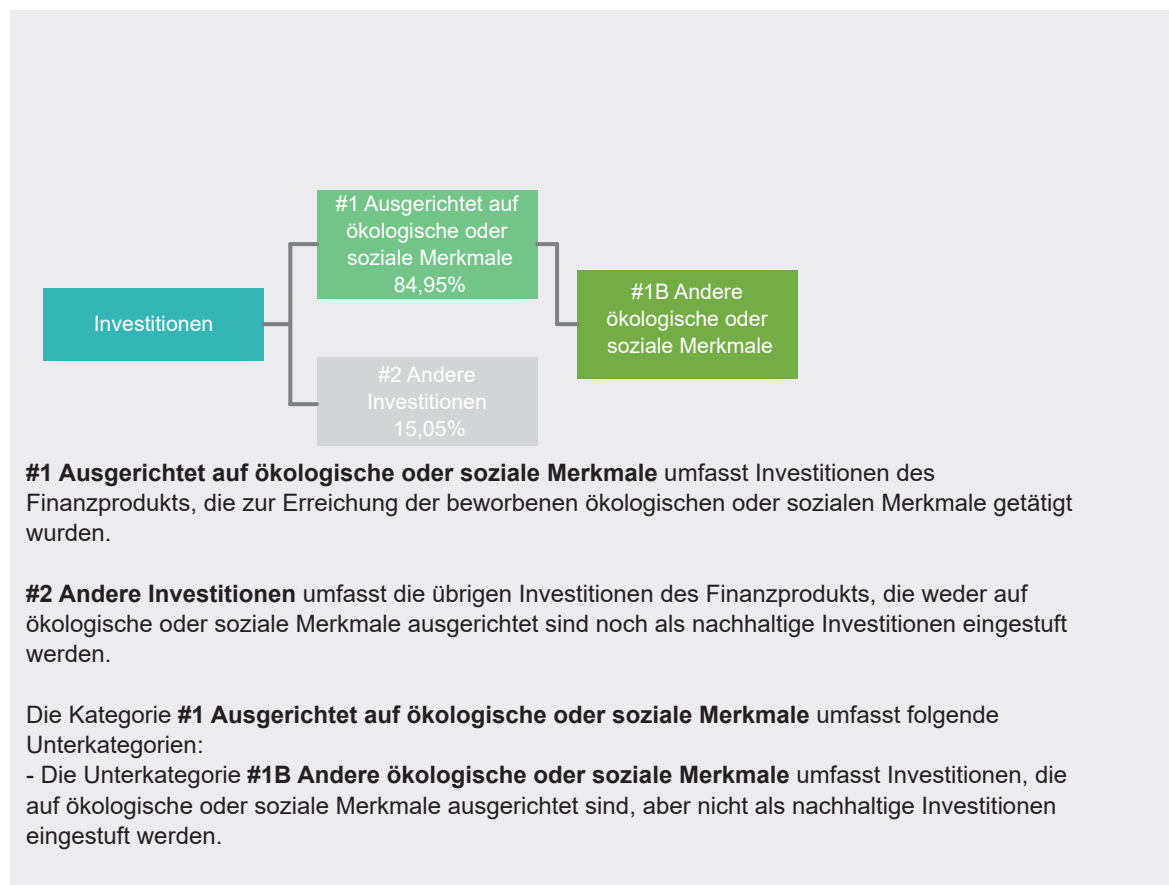 #1 Ausgerichtet auf
ökologische oder
soziale Merkmale
84,95%
#1B Andere
ökologische oder
soziale Merkmale
Investitionen
#2 Andere
Investitionen
15,05%
#1 Ausgerichtet auf ökologische oder soziale Merkmale umfasst Investitionen des
Finanzprodukts, die zur Erreichung der beworbenen ökologischen oder sozialen Merkmale getätigt
wurden.
#2 Andere Investitionen umfasst die übrigen Investitionen des Finanzprodukts, die weder auf
ökologische oder soziale Merkmale ausgerichtet sind noch als nachhaltige Investitionen eingestuft
werden.
Die Kategorie #1 Ausgerichtet auf ökologische oder soziale Merkmale umfasst folgende
Unterkategorien:
- Die Unterkategorie #1B Andere ökologische oder soziale Merkmale umfasst Investitionen, die
auf ökologische oder soziale Merkmale ausgerichtet sind, aber nicht als nachhaltige Investitionen
eingestuft werden.